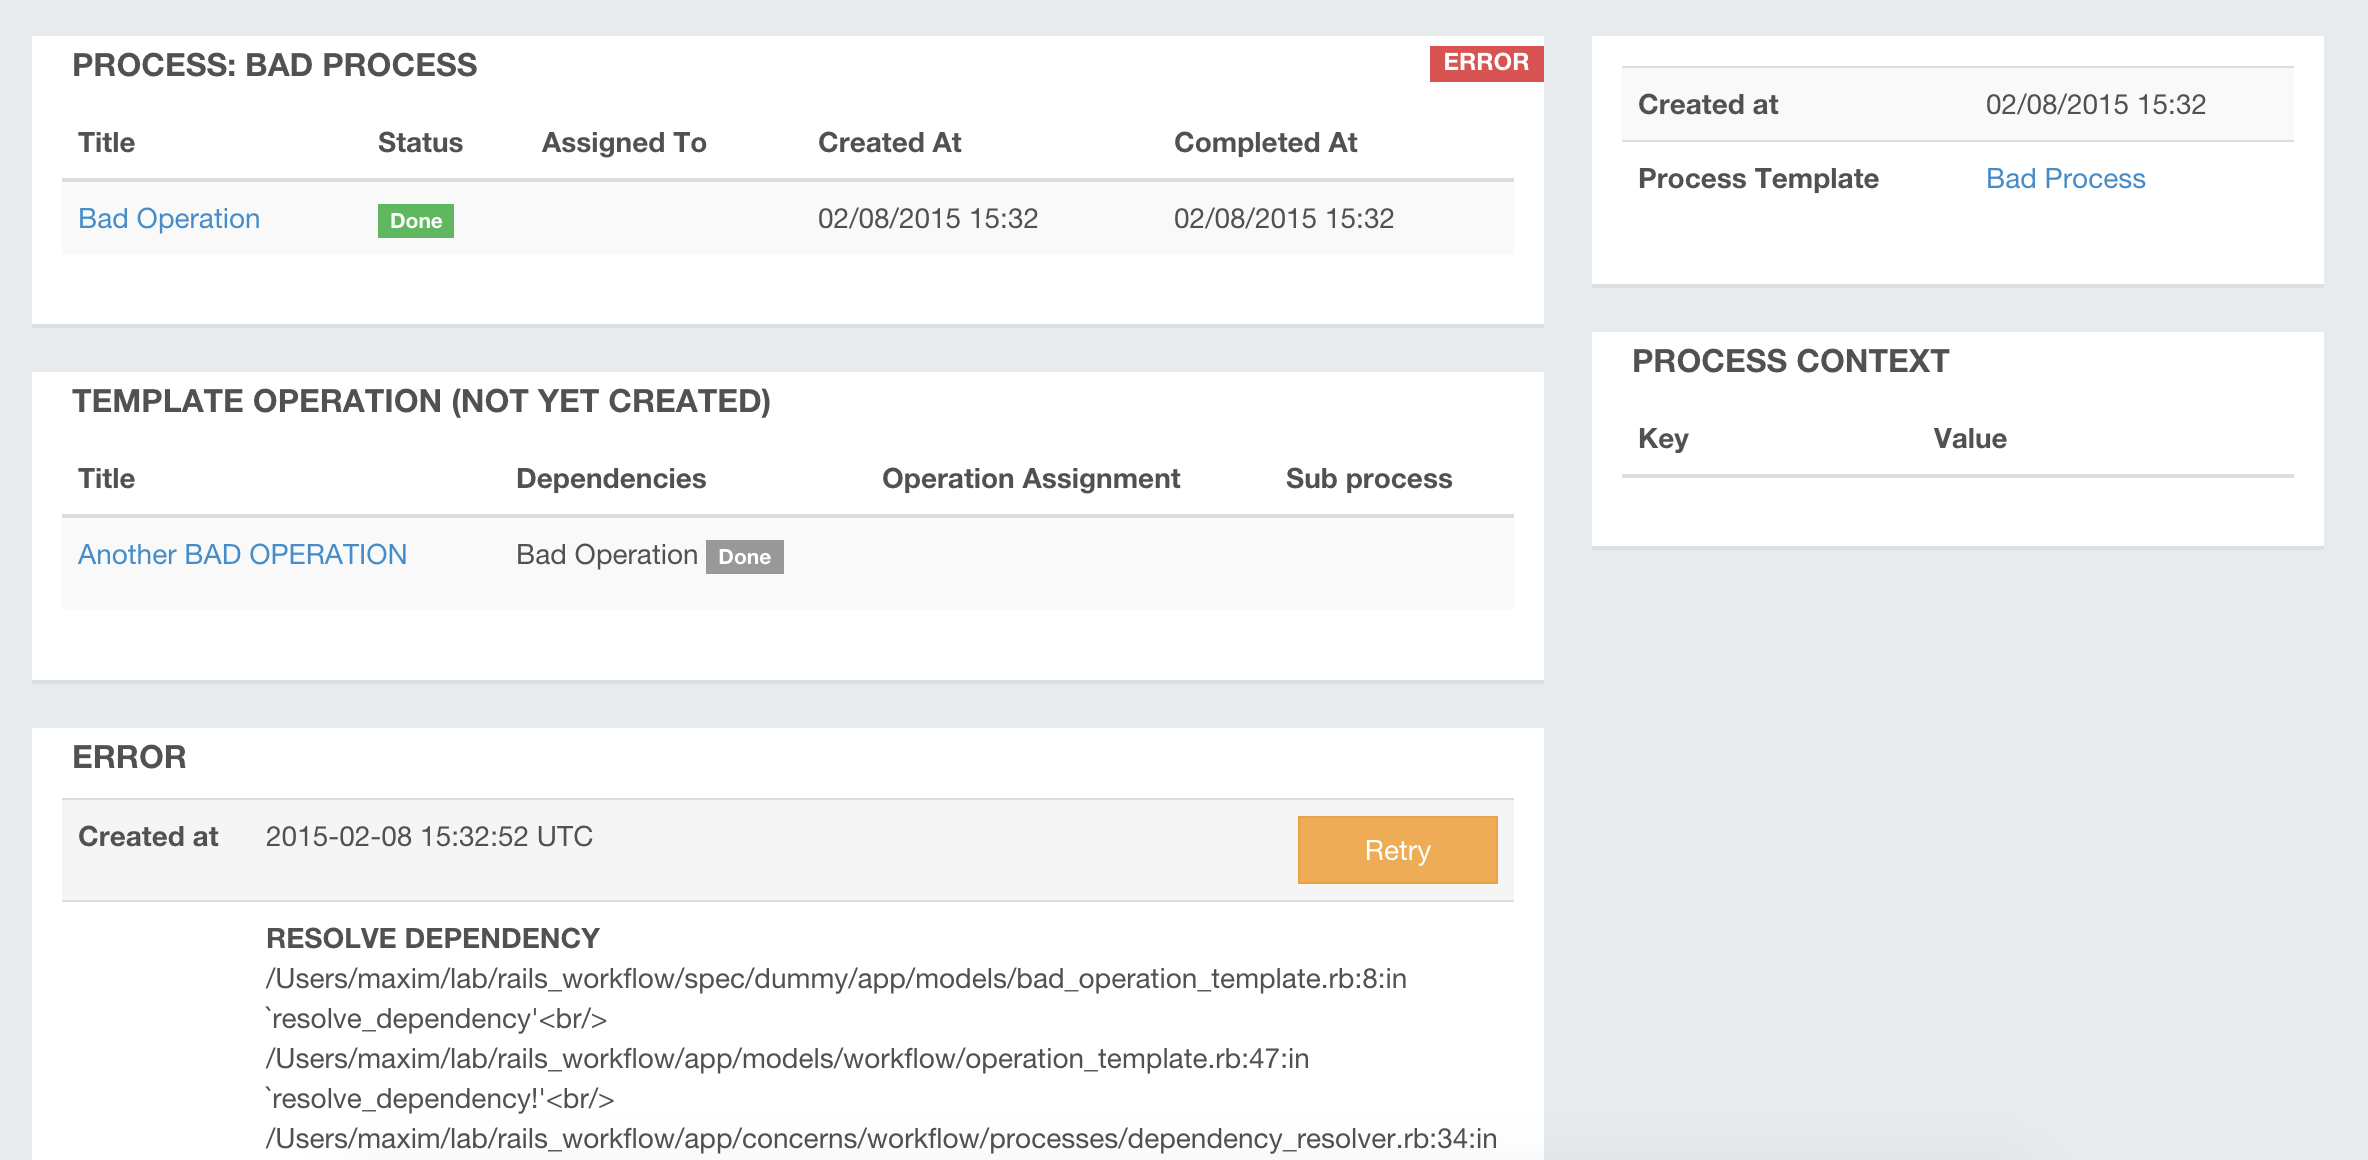 PROCESS: BAD PROCESS
ERROR
Title Status Assigned To Created At Completed At
Bad Operation Done 02/08/2015 15:32 02/08/2015 15:32
Created at 02/08/2015 15:32
Process Template Bad Process
TEMPLATE OPERATION (NOT YET CREATED)
Title Dependencies Operation Assignment Sub process
Another BAD OPERATION Bad Operation Done
PROCESS CONTEXT
Key Value
ERROR
Created at 2015-02-08 15:32:52 UTC Retry
RESOLVE DEPENDENCY
/Users/maxim/lab/rails_workflow/spec/dummy/app/models/bad_operation_template.rb:8:in
`resolve_dependency'<br/>
/Users/maxim/lab/rails_workflow/app/models/workflow/operation_template.rb:47:in
`resolve_dependency!'<br/>
/Users/maxim/lab/rails_workflow/app/concerns/workflow/processes/dependency_resolver.rb:34:in